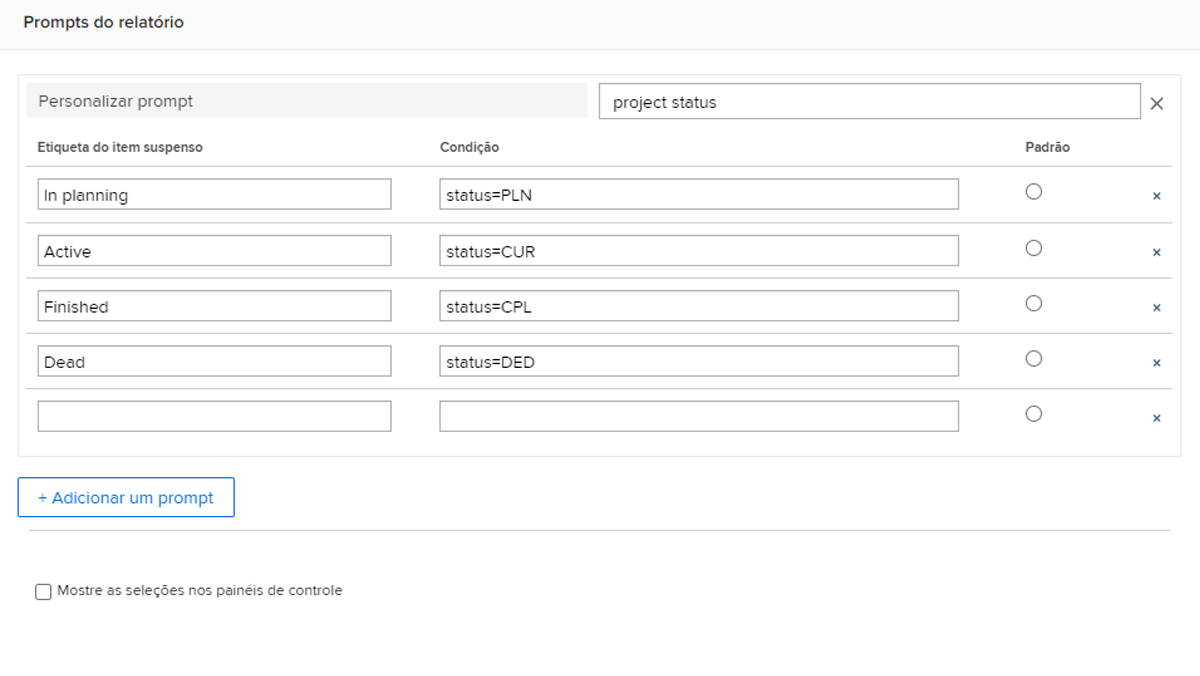 Prompts do relatório
Personalizar prompt project status
Etiqueta do item suspenso Condição Padrão
In planning status=PLN
Active status=CUR
Finished status=CPL
Dead status=DED
+ Adicionar um prompt
Mostre as seleções nos painéis de controle